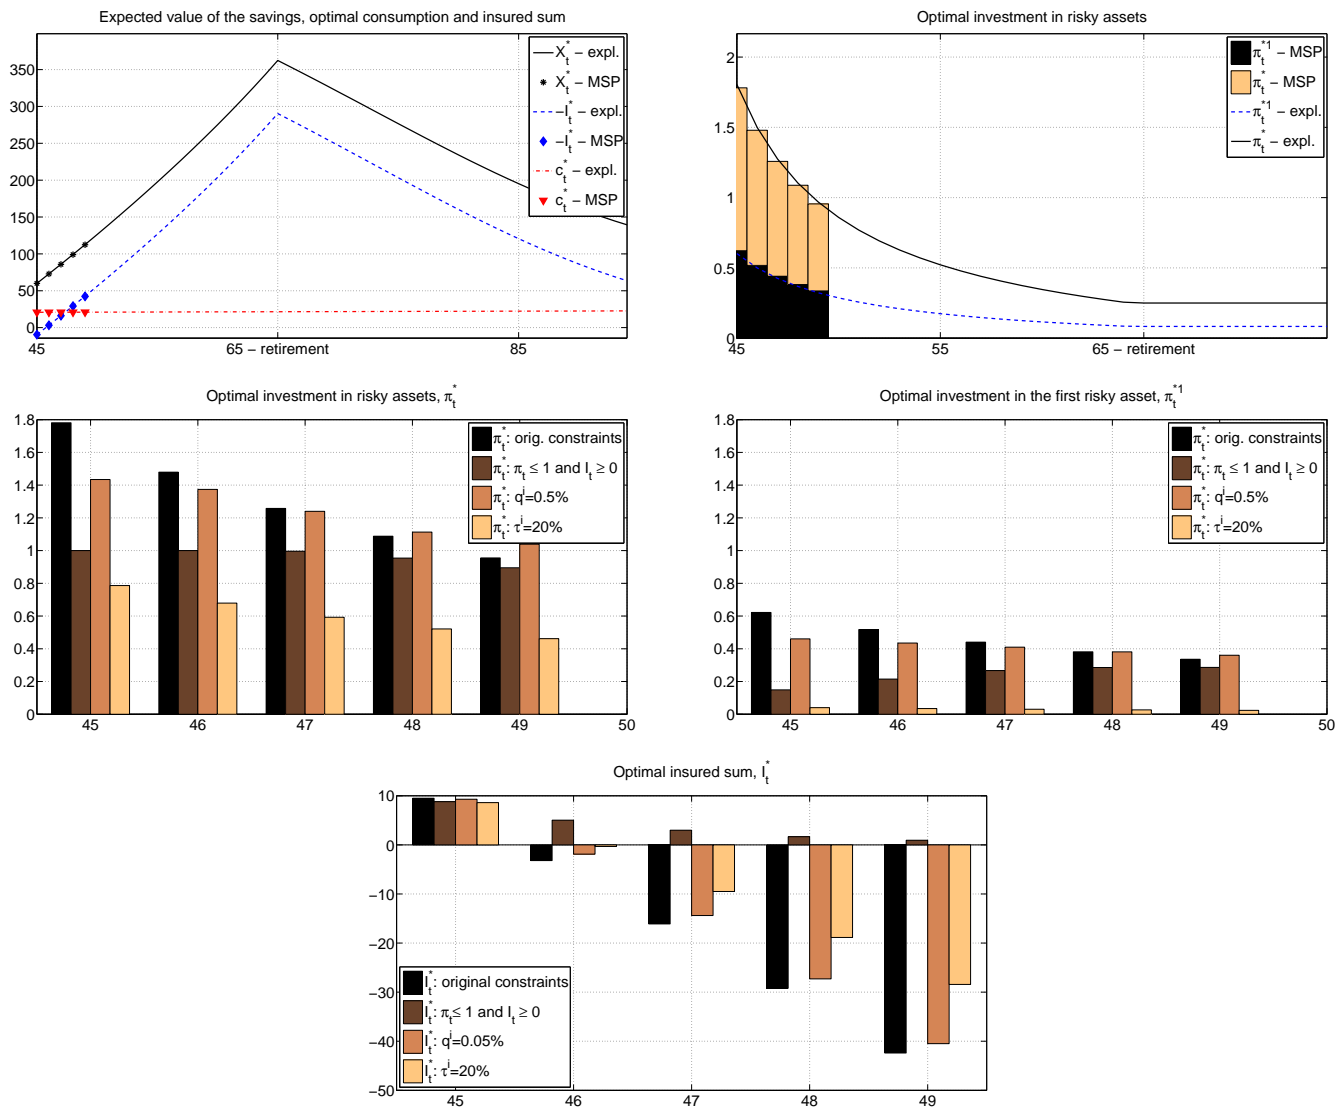 Expected value of the savings, optimal consumption and insured sum
350
300
250
200
150
100
50
0
45
65 − retirement
85
X*t − expl.
X*t − MSP
−I*t − expl.
−I*t − MSP
c*t − expl.
c*t − MSP
Optimal investment in risky assets
2
1.5
1
0.5
0
45
55
65 − retirement
π*1t − MSP
π*t − MSP
π*1t − expl.
π*t − expl.
Optimal investment in risky assets, π*t
1.8
1.6
1.4
1.2
1
0.8
0.6
0.4
0.2
0
45
46
47
48
49
50
π*t: orig. constraints
π*t: πt ≤ 1 and It ≥ 0
π*t: qi=0.5%
π*t: τi=20%
Optimal investment in the first risky asset, π*1t
1.8
1.6
1.4
1.2
1
0.8
0.6
0.4
0.2
0
45
46
47
48
49
50
π*t: orig. constraints
π*t: πt ≤ 1 and It ≥ 0
π*t: qi=0.5%
π*t: τi=20%
Optimal insured sum, I*t
10
0
−10
−20
−30
−40
−50
45
46
47
48
49
I*t: original constraints
I*t: πt ≤ 1 and It ≥ 0
I*t: qi=0.05%
I*t: τi=20%